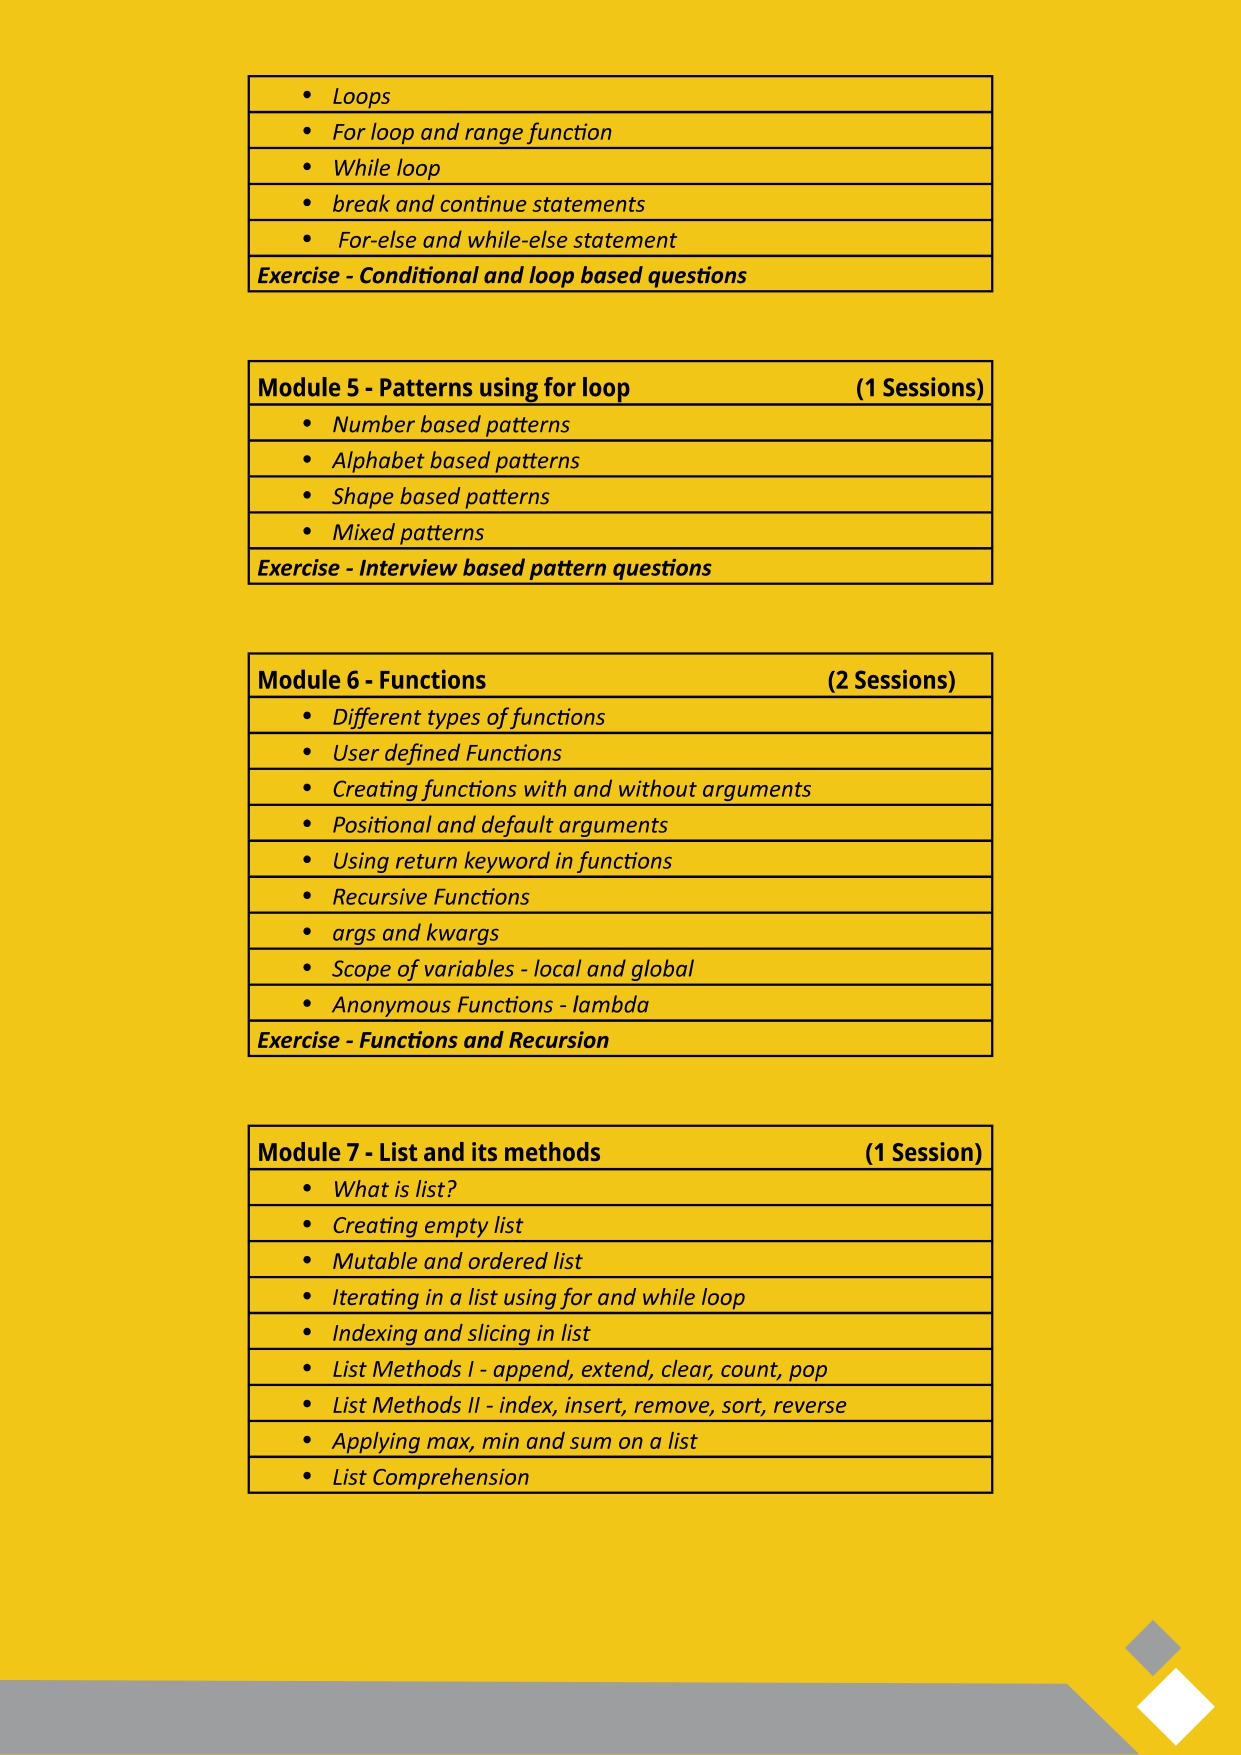 • Loops
• For loop and range function
• While loop
• break and continue statements
• For-else and while-else statement
Exercise - Conditional and loop based questions
Module 5 - Patterns using for loop (1 Sessions)
• Number based patterns
• Alphabet based patterns
• Shape based patterns
• Mixed patterns
Exercise - Interview based pattern questions
Module 6 - Functions (2 Sessions)
• Different types of functions
• User defined Functions
• Creating functions with and without arguments
• Positional and default arguments
• Using return keyword in functions
• Recursive Functions
• args and kwargs
• Scope of variables - local and global
• Anonymous Functions - lambda
Exercise - Functions and Recursion
Module 7 - List and its methods (1 Session)
• What is list?
• Creating empty list
• Mutable and ordered list
• Iterating in a list using for and while loop
• Indexing and slicing in list
• List Methods I - append, extend, clear, count, pop
• List Methods II - index, insert, remove, sort, reverse
• Applying max, min and sum on a list
• List Comprehension